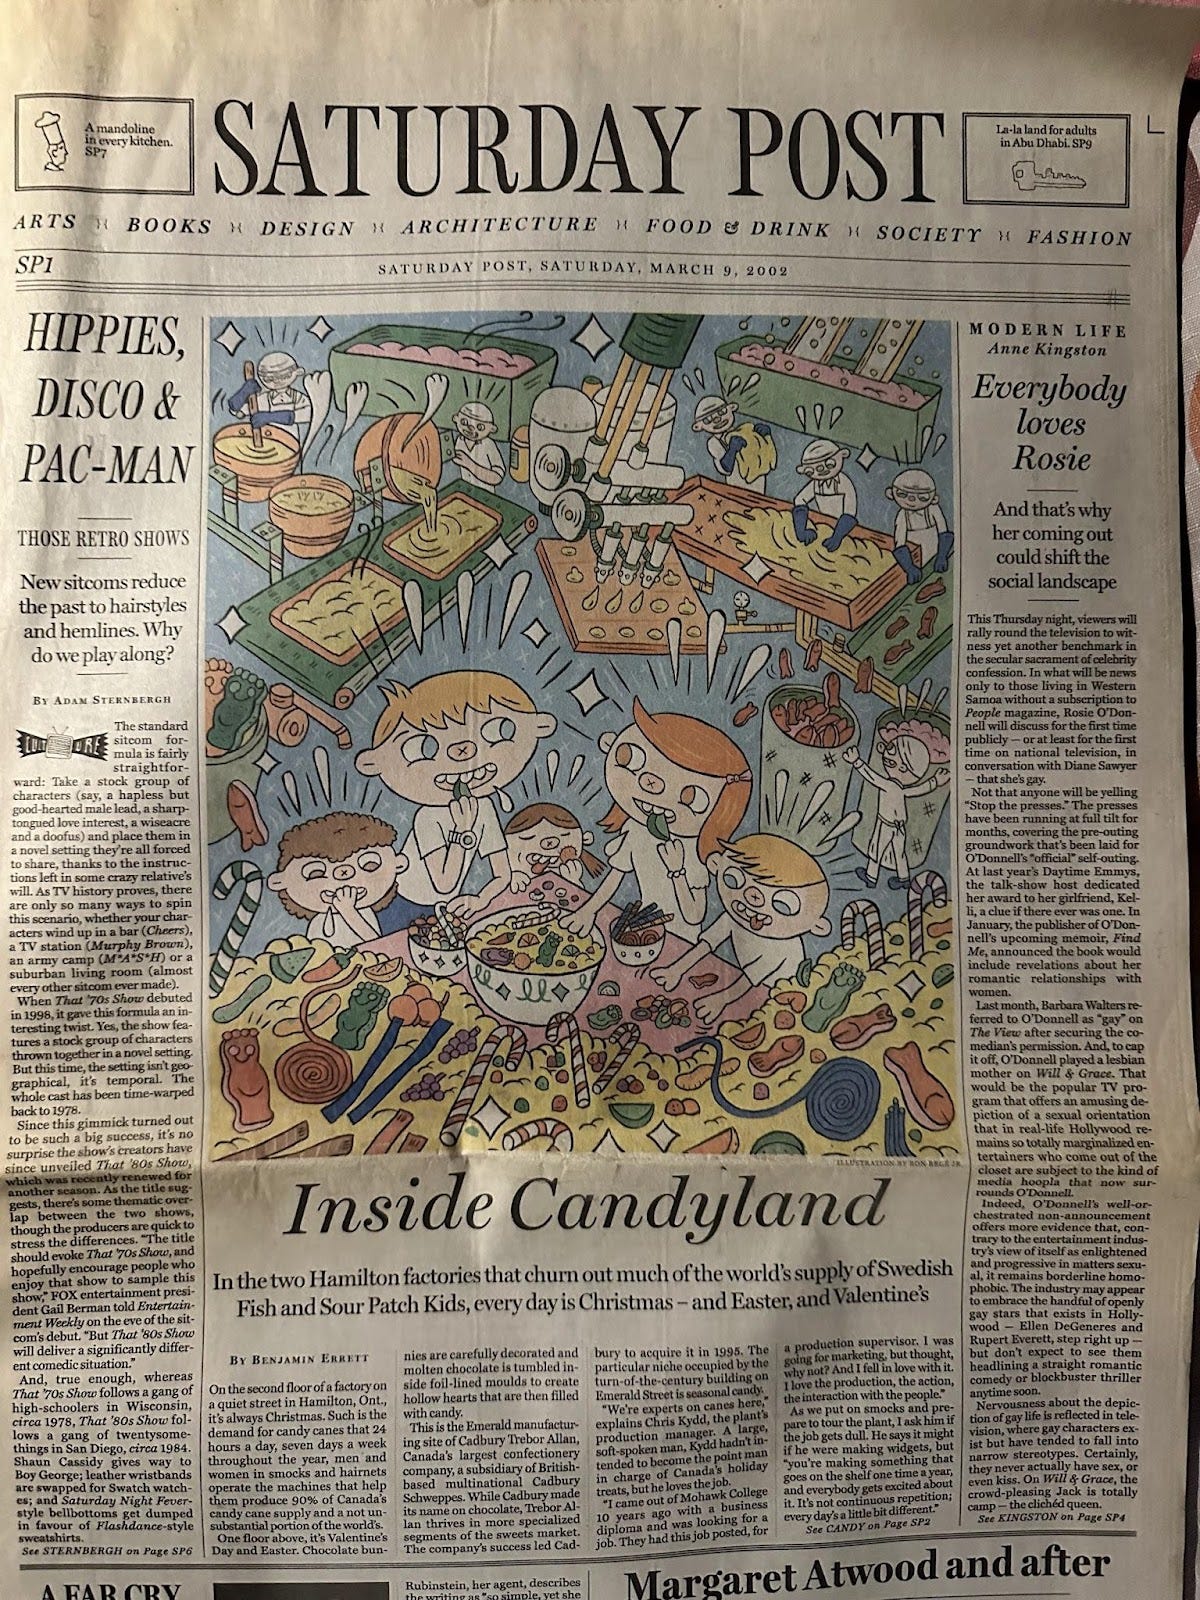 A mandoline
in every kitchen.
SP7
SATURDAY POST
La-la land for adults
in Abu Dhabi. SP9
ARTS BOOKS DESIGN ARCHITECTURE FOOD & DRINK SOCIETY FASHION
SP1
SATURDAY POST, SATURDAY, MARCH 9, 2002
HIPPIES,
DISCO &
PAC-MAN
THOSE RETRO SHOWS
New sitcoms reduce
the past to hairstyles
and hemlines. Why
do we play along?
BY ADAM STERNBERGH
CULTURE
The standard
sitcom for-
mula is fairly
straightfor-
ward: Take a stock group of
characters (say, a hapless but
good-hearted male lead, a sharp-
tongued love interest, a wiseacre
and a doofus) and place them in
a novel setting they're all forced
to share, thanks to the instruc-
tions left in some crazy relative's
will. As TV history proves, there
are only so many ways to spin
this scenario, whether your char-
acters wind up in a bar (Cheers),
a TV station (Murphy Brown),
an army camp (M*A*S*H) or a
suburban living room (almost
every other sitcom ever made).
When That '70s Show debuted
in 1998, it gave this formula an in-
teresting twist. Yes, the show fea-
tures a stock group of characters
thrown together in a novel setting.
But this time, the setting isn't geo-
graphical, it's temporal. The
whole cast has been time-warped
back to 1978.
Since this gimmick turned out
to be such a big success, it's no
surprise the show's creators have
since unveiled That '80s Show,
which was recently renewed for
another season. As the title sug-
gests, there's some thematic over-
lap between the two shows,
though the producers are quick to
stress the differences. "The title
should evoke That '70s Show, and
hopefully encourage people who
enjoy that show to sample this
show," FOX entertainment presi-
dent Gail Berman told Entertain-
ment Weekly on the eve of the sit-
com's debut. "But That '80s Show
will deliver a significantly differ-
ent comedic situation."
And, true enough, whereas
That '70s Show follows a gang of
high-schoolers in Wisconsin,
circa 1978, That '80s Show fol-
lows a gang of twentysome-
things in San Diego, circa 1984.
Shaun Cassidy gives way to
Boy George; leather wristbands
are swapped for Swatch watch-
es; and Saturday Night Fever-
style bellbottoms get dumped
in favour of Flashdance-style
sweatshirts.
See STERNBERGH on Page SP6
ILLUSTRATION BY RON REGÉ JR.
Inside Candyland
In the two Hamilton factories that churn out much of the world's supply of Swedish
Fish and Sour Patch Kids, every day is Christmas – and Easter, and Valentine's
BY BENJAMIN ERRETT
On the second floor of a factory on
a quiet street in Hamilton, Ont.,
it's always Christmas. Such is the
demand for candy canes that 24
hours a day, seven days a week
throughout the year, men and
women in smocks and hairnets
operate the machines that help
them produce 90% of Canada's
candy cane supply and a not un-
substantial portion of the world's.
One floor above, it's Valentine's
Day and Easter. Chocolate bun-
nies are carefully decorated and
molten chocolate is tumbled in-
side foil-lined moulds to create
hollow hearts that are then filled
with candy.
This is the Emerald manufactur-
ing site of Cadbury Trebor Allan,
Canada's largest confectionery
company, a subsidiary of British-
based multinational Cadbury
Schweppes. While Cadbury made
its name on chocolate, Trebor Al-
lan thrives in more specialized
segments of the sweets market.
The company's success led Cad-
bury to acquire it in 1995. The
particular niche occupied by the
turn-of-the-century building on
Emerald Street is seasonal candy.
"We're experts on canes here,"
explains Chris Kydd, the plant's
production manager. A large,
soft-spoken man, Kydd hadn't in-
tended to become the point man
in charge of Canada's holiday
treats, but he loves the job.
"I came out of Mohawk College
10 years ago with a business
diploma and was looking for a
job. They had this job posted, for
a production supervisor. I was
going for marketing, but thought,
why not? And I fell in love with it.
I love the production, the action,
the interaction with the people."
As we put on smocks and pre-
pare to tour the plant, I ask him if
the job gets dull. He says it might
if he were making widgets, but
"you're making something that
goes on the shelf one time a year,
and everybody gets excited about
it. It's not continuous repetition;
every day's a little bit different."
See CANDY on Page SP2
MODERN LIFE
Anne Kingston
Everybody
loves
Rosie
And that's why
her coming out
could shift the
social landscape
This Thursday night, viewers will
rally round the television to wit-
ness yet another benchmark in
the secular sacrament of celebrity
confession. In what will be news
only to those living in Western
Samoa without a subscription to
People magazine, Rosie O'Don-
nell will discuss for the first time
publicly — or at least for the first
time on national television, in
conversation with Diane Sawyer
— that she's gay.
Not that anyone will be yelling
"Stop the presses." The presses
have been running at full tilt for
months, covering the pre-outing
groundwork that's been laid for
O'Donnell's "official" self-outing.
At last year's Daytime Emmys,
the talk-show host dedicated
her award to her girlfriend, Kel-
li, a clue if there ever was one. In
January, the publisher of O'Don-
nell's upcoming memoir, Find
Me, announced the book would
include revelations about her
romantic relationships with
women.
Last month, Barbara Walters re-
ferred to O'Donnell as "gay" on
The View after securing the co-
median's permission. And, to cap
it off, O'Donnell played a lesbian
mother on Will & Grace. That
would be the popular TV pro-
gram that offers an amusing de-
piction of a sexual orientation
that in real-life Hollywood re-
mains so totally marginalized en-
tertainers who come out of the
closet are subject to the kind of
media hoopla that now sur-
rounds O'Donnell.
Indeed, O'Donnell's well-or-
chestrated non-announcement
offers more evidence that, con-
trary to the entertainment indus-
try's view of itself as enlightened
and progressive in matters sexu-
al, it remains borderline homo-
phobic. The industry may appear
to embrace the handful of openly
gay stars that exists in Holly-
wood — Ellen DeGeneres and
Rupert Everett, step right up —
but don't expect to see them
headlining a straight romantic
comedy or blockbuster thriller
anytime soon.
Nervousness about the depic-
tion of gay life is reflected in tele-
vision, where gay characters ex-
ist but have tended to fall into
narrow stereotypes. Certainly,
they never actually have sex, or
even kiss. On Will & Grace, the
crowd-pleasing Jack is totally
camp — the clichéd queen.
See KINGSTON on Page SP4
A FAR CRY
Rubinstein, her agent, describes
the writing as "so simple, yet she
Margaret Atwood and after